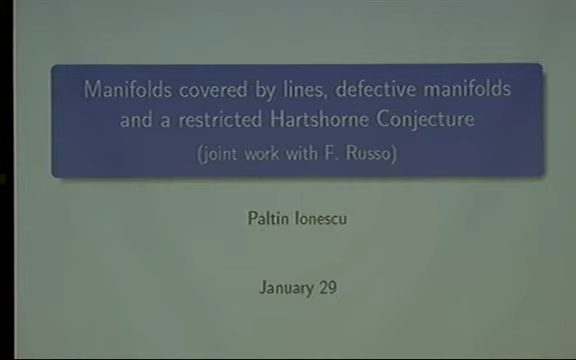 Manifolds covered by lines, defective manifolds
and a restricted Hartshorne Conjecture
(joint work with F. Russo)
Paltin Ionescu
January 29